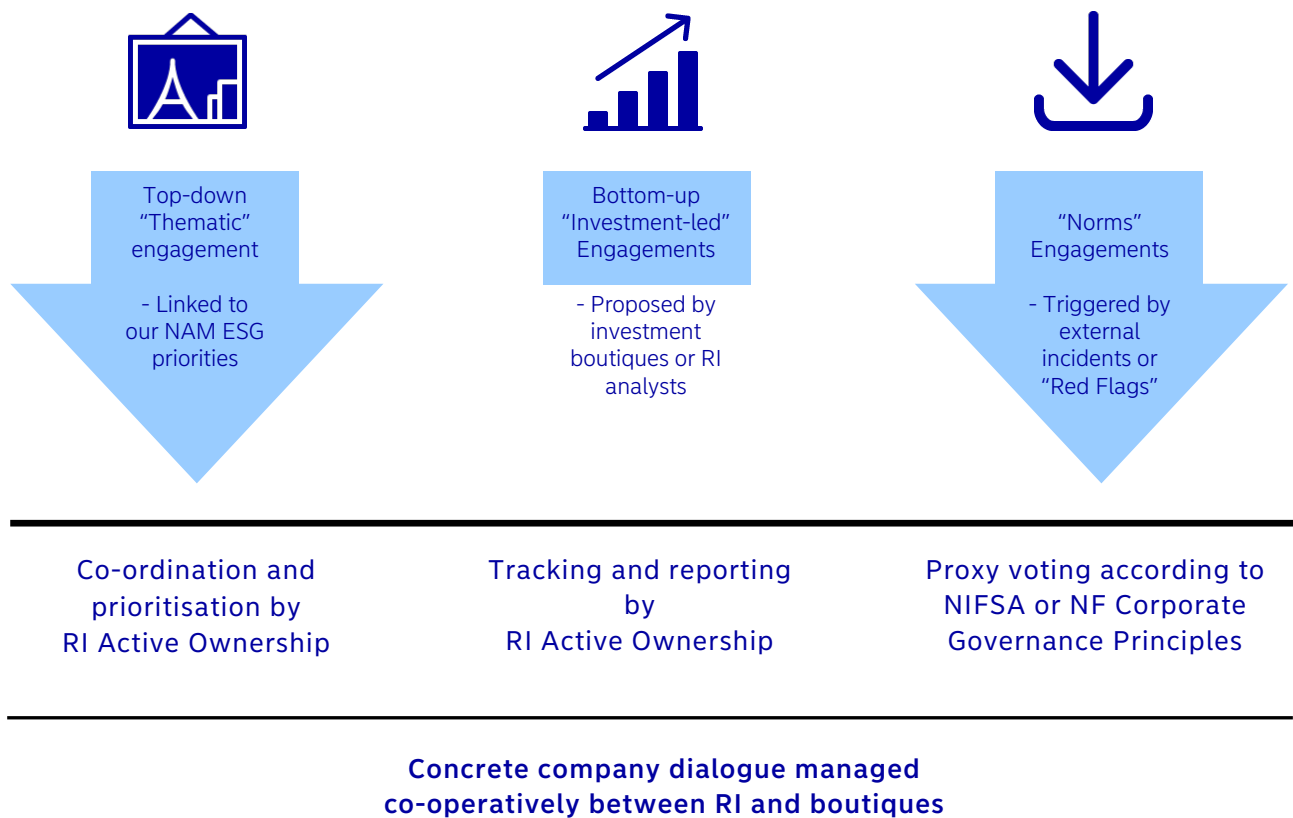 Top-down
“Thematic”
engagement
- Linked to
our NAM ESG
priorities
Bottom-up
“Investment-led”
Engagements
- Proposed by
investment
boutiques or RI
analysts
“Norms”
Engagements
- Triggered by
external
incidents or
“Red Flags”
Co-ordination and
prioritisation by
RI Active Ownership
Tracking and reporting
by
RI Active Ownership
Proxy voting according to
NIFSA or NF Corporate
Governance Principles
Concrete company dialogue managed
co-operatively between RI and boutiques